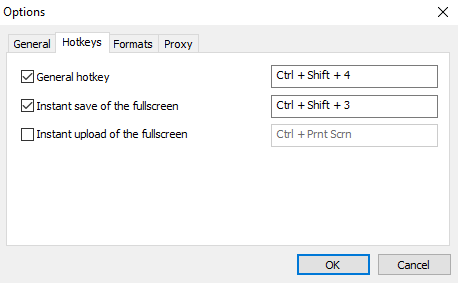 Options
General Hotkeys Formats Proxy
General hotkey Ctrl + Shift + 4
Instant save of the fullscreen Ctrl + Shift + 3
Instant upload of the fullscreen Ctrl + Prnt Scrn
OK Cancel